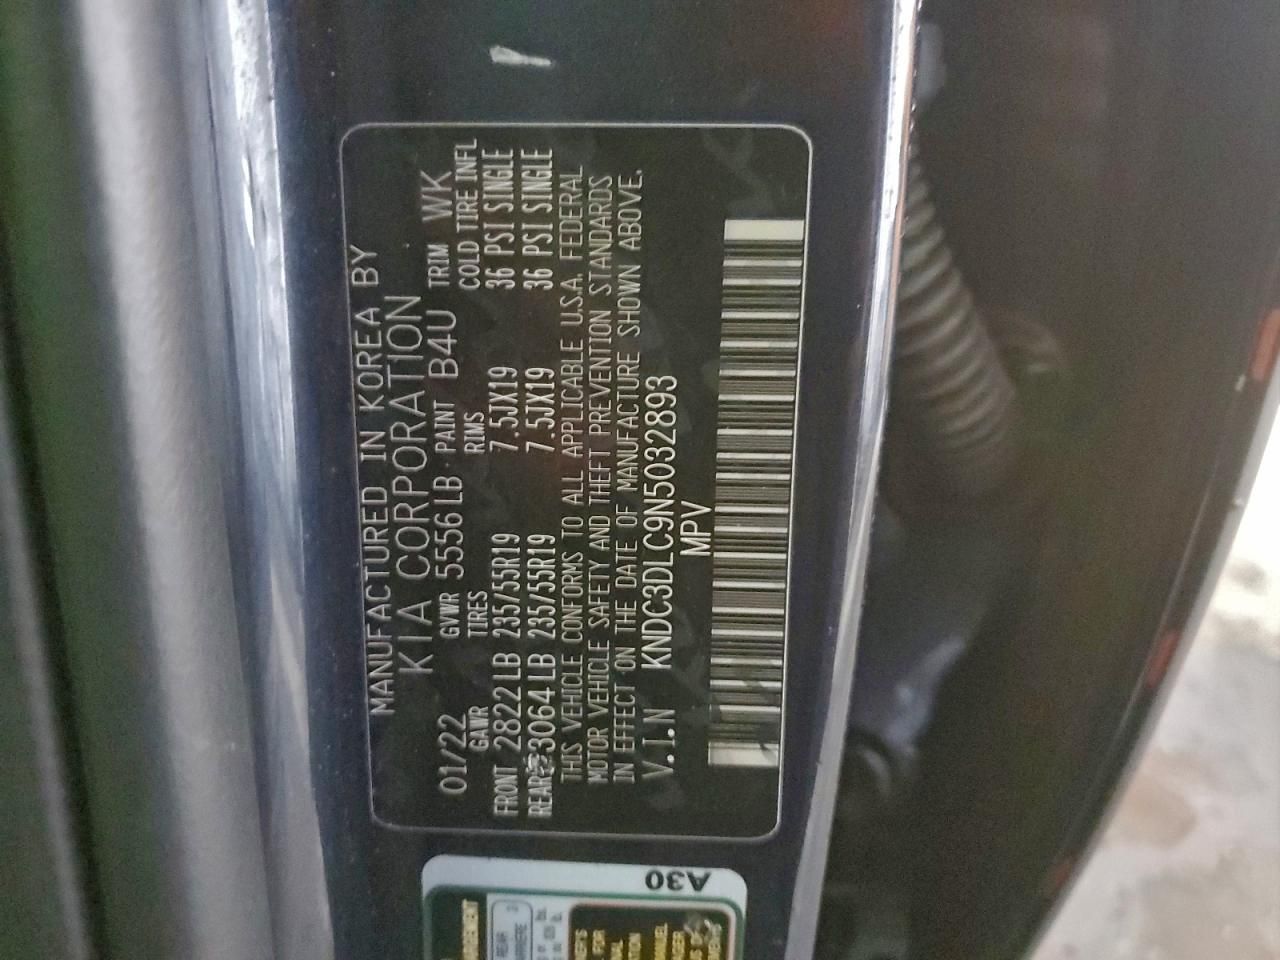 MANUFACTURED IN KOREA BY
KIA CORPORATION
01/22 GVWR 5556 LB PAINT B4U TRIM WK
GAWR TIRES RIMS COLD TIRE INFL
FRONT 2822 LB 235/55R19 7.5JX19 36 PSI SINGLE
REAR 3064 LB 235/55R19 7.5JX19 36 PSI SINGLE
THIS VEHICLE CONFORMS TO ALL APPLICABLE U.S.A. FEDERAL
MOTOR VEHICLE SAFETY AND THEFT PREVENTION STANDARDS
IN EFFECT ON THE DATE OF MANUFACTURE SHOWN ABOVE.
V.I.N KNDC3DLC9N5032893
MPV
A30
REAR